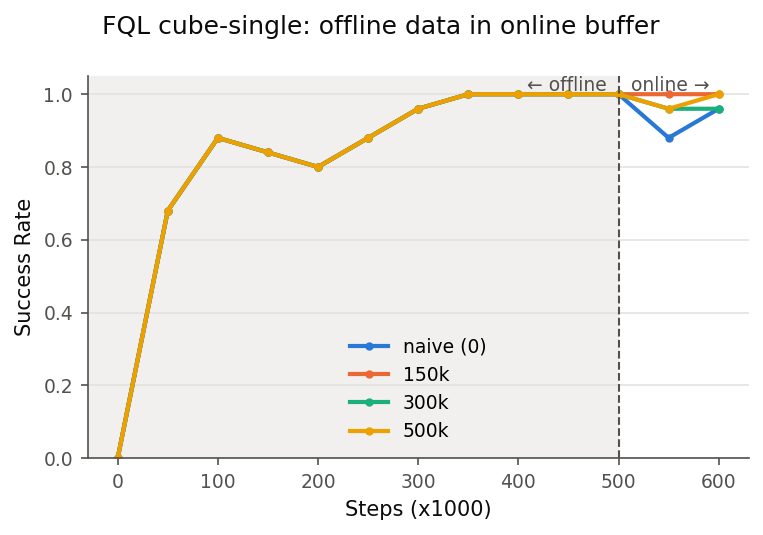 FQL cube-single: offline data in online buffer
← offline
online →
1.0
0.8
0.6
0.4
0.2
0.0
Success Rate
naive (0)
150k
300k
500k
0 100 200 300 400 500 600
Steps (x1000)